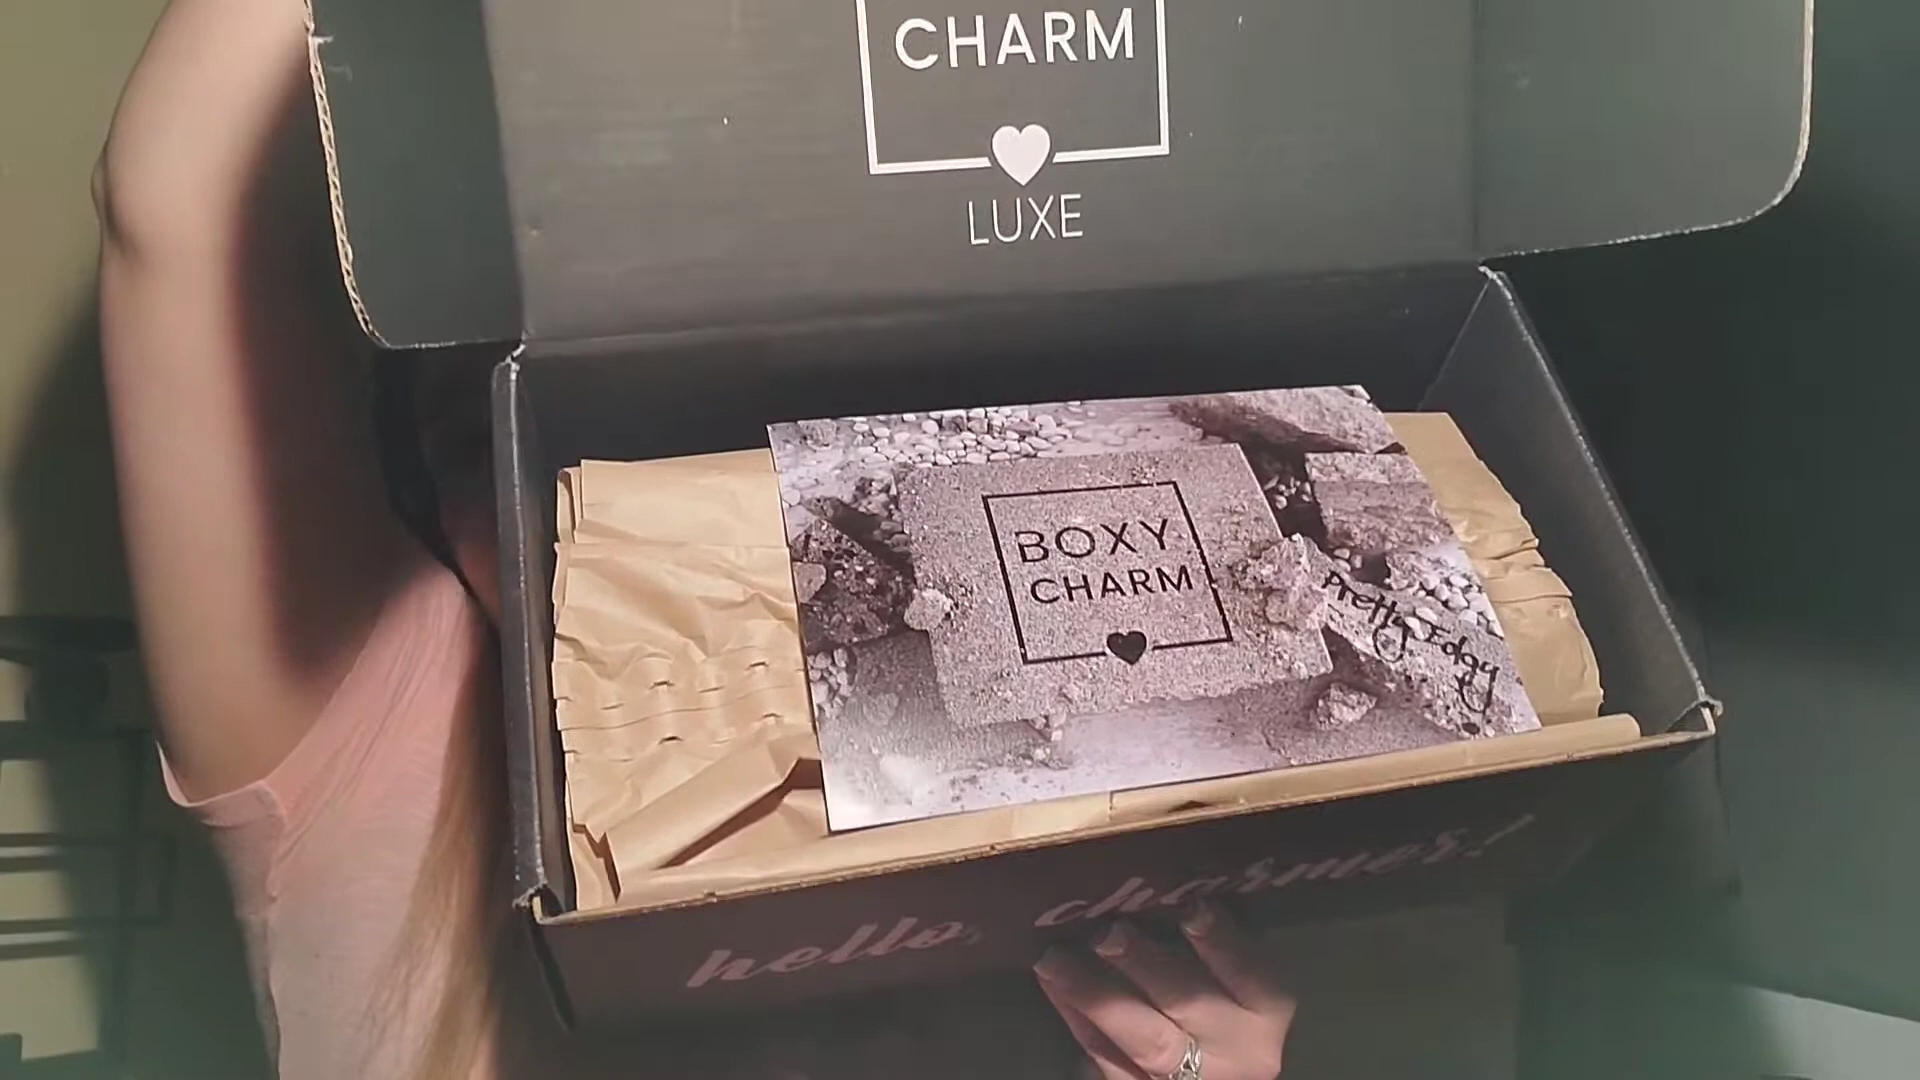 CHARM
LUXE
BOXY
CHARM
Pretty Edgy
hello, charmer!